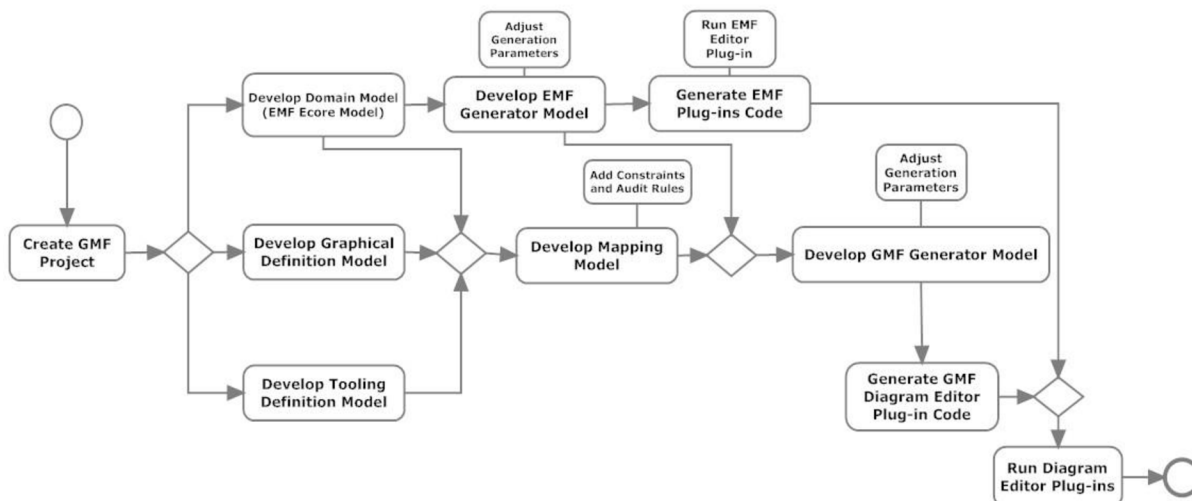 Adjust
Generation
Parameters
Run EMF
Editor
Plug-in
Develop Domain Model
(EMF Ecore Model)
Develop EMF
Generator Model
Generate EMF
Plug-ins Code
Add Constraints
and Audit Rules
Adjust
Generation
Parameters
Create GMF
Project
Develop Graphical
Definition Model
Develop Mapping
Model
Develop GMF Generator Model
Develop Tooling
Definition Model
Generate GMF
Diagram Editor
Plug-in Code
Run Diagram
Editor Plug-ins